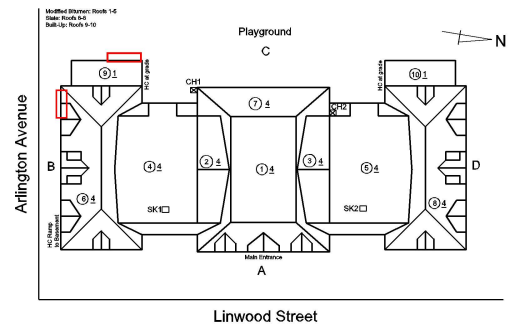 Modified Bitumen: Roofs 1-5
Slate: Roofs 6-8
Built-Up: Roofs 9-10
Playground
C
N
Arlington Avenue
9 1
HC at grade
CH1
HC at grade
10 1
7 4
CH2
B
4 4
2 4
1 4
3 4
5 4
D
6 4
SK1
SK2
8 4
HC Ramp
to Basement
Main Entrance
A
Linwood Street